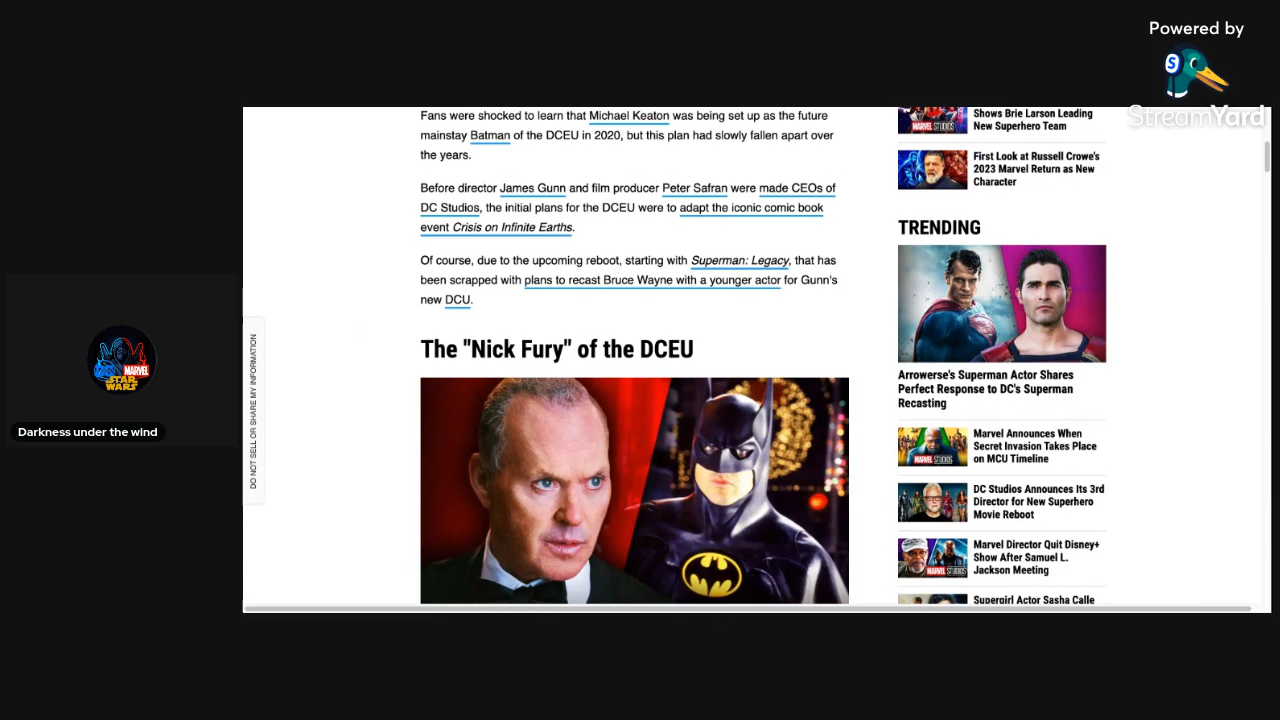 Powered by
StreamYard
Fans were shocked to learn that Michael Keaton was being set up as the future
mainstay Batman of the DCEU in 2020, but this plan had slowly fallen apart over
the years.
Before director James Gunn and film producer Peter Safran were made CEOs of
DC Studios, the initial plans for the DCEU were to adapt the iconic comic book
event Crisis on Infinite Earths.
Of course, due to the upcoming reboot, starting with Superman: Legacy, that has
been scrapped with plans to recast Bruce Wayne with a younger actor for Gunn's
new DCU.
The "Nick Fury" of the DCEU
DO NOT SELL OR SHARE MY INFORMATION
Darkness under the wind
MARVEL
STAR
WARS
Shows Brie Larson Leading
New Superhero Team
MARVEL STUDIOS
First Look at Russell Crowe's
2023 Marvel Return as New
Character
TRENDING
Arrowerse's Superman Actor Shares
Perfect Response to DC's Superman
Recasting
Marvel Announces When
Secret Invasion Takes Place
on MCU Timeline
MARVEL STUDIOS
DC Studios Announces Its 3rd
Director for New Superhero
Movie Reboot
Marvel Director Quit Disney+
Show After Samuel L.
Jackson Meeting
MARVEL STUDIOS
Supergirl Actor Sasha Calle